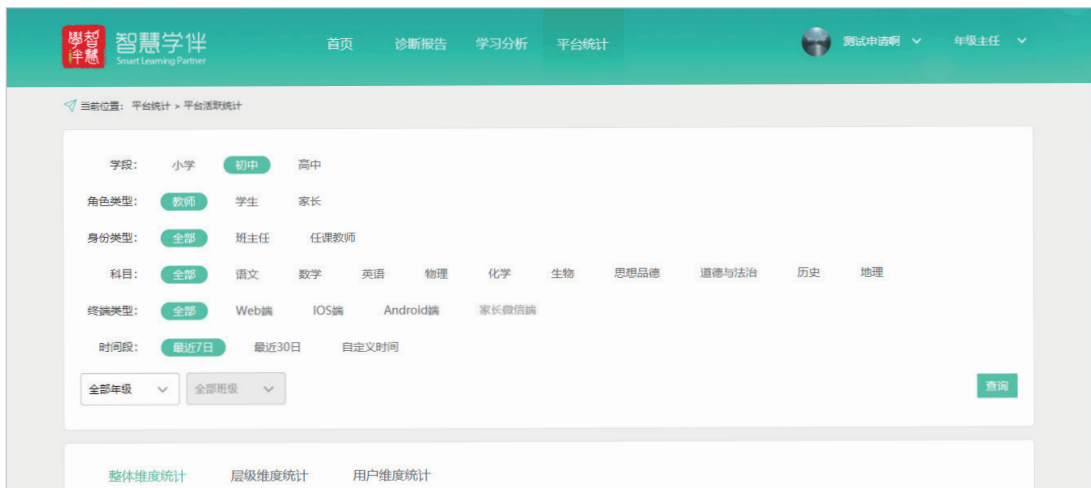 智慧学伴 智慧学伴 首页 诊断报告 学习分析 平台统计 测试申请啊 年级主任
Smart Learning Partner
当前位置： 平台统计 > 平台活跃统计
学段： 小学 初中 高中
角色类型： 教师 学生 家长
身份类型： 全部 班主任 任课教师
科目： 全部 语文 数学 英语 物理 化学 生物 思想品德 道德与法治 历史 地理
终端类型： 全部 Web端 IOS端 Android端 家长微信端
时间段： 最近7日 最近30日 自定义时间
全部年级 全部班级 查询
整体维度统计 层级维度统计 用户维度统计